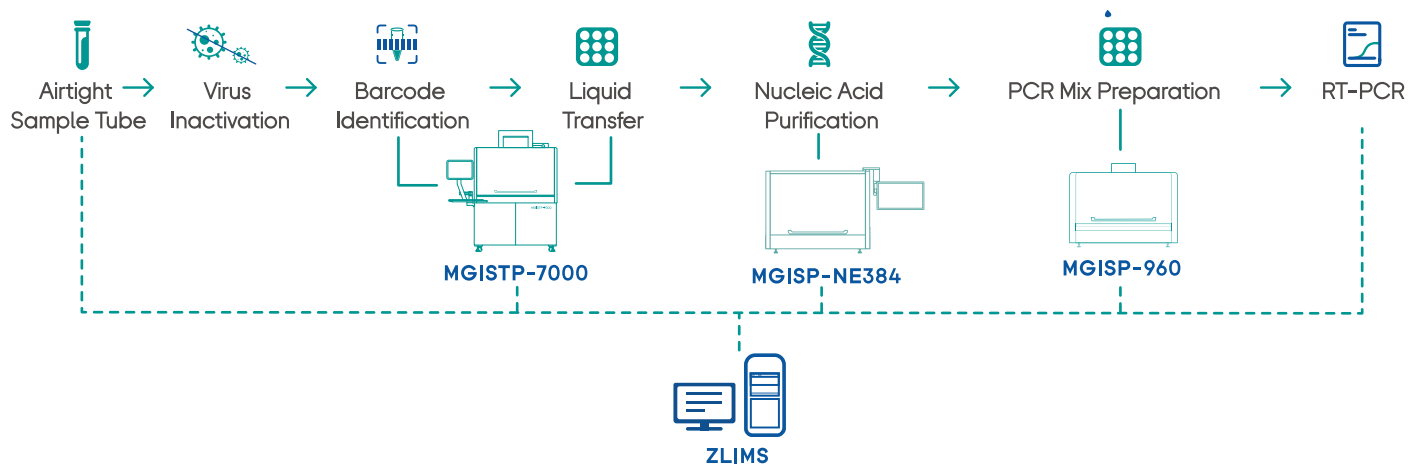 Airtight
Sample Tube
Virus
Inactivation
Barcode
Identification
Liquid
Transfer
Nucleic Acid
Purification
PCR Mix Preparation
RT-PCR
MGISTP-7000
MGISP-NE384
MGISP-960
ZLIMS